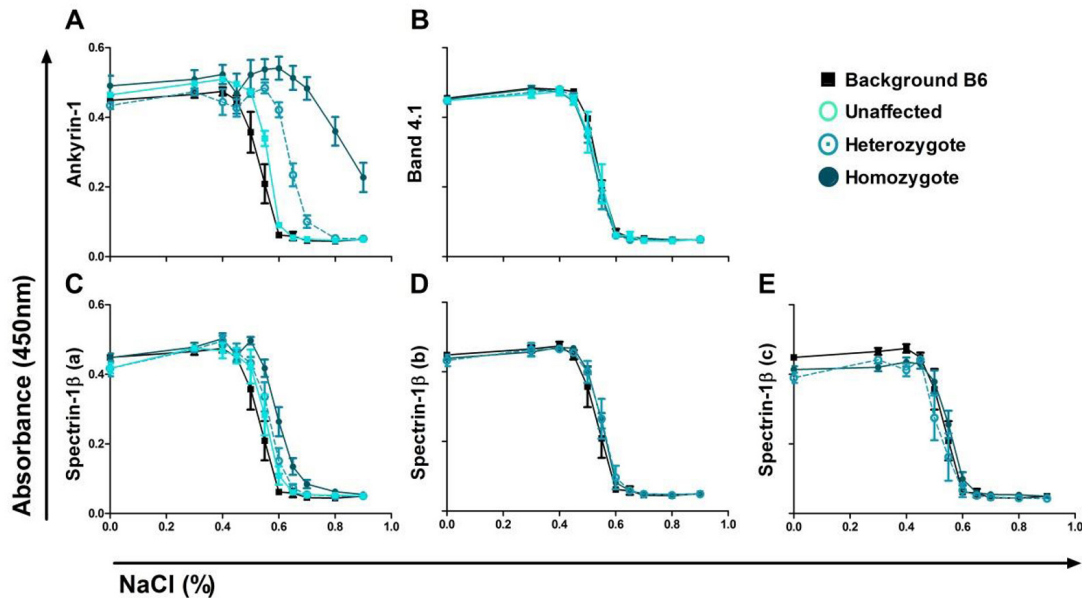 A
B
Background B6
Unaffected
Heterozygote
Homozygote
0.6
0.4
0.2
0.0
Ankyrin-1
Band 4.1
C
D
E
0.6
0.4
0.2
0.0
Spectrin-1β (a)
Spectrin-1β (b)
Spectrin-1β (c)
0.0 0.2 0.4 0.6 0.8 1.0
0.0 0.2 0.4 0.6 0.8 1.0
0.0 0.2 0.4 0.6 0.8 1.0
Absorbance (450nm)
NaCl (%)